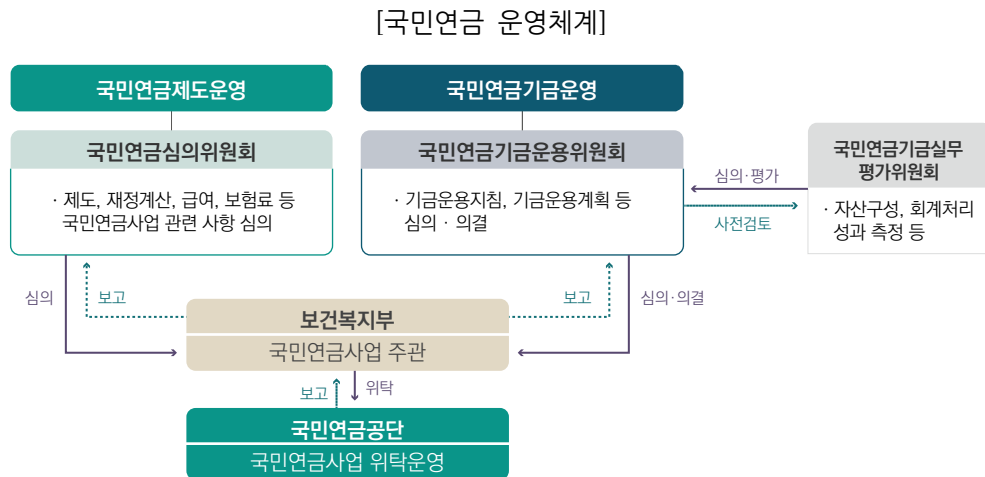 [국민연금 운영체계]
국민연금제도운영
국민연금심의위원회
· 제도, 재정계산, 급여, 보험료 등
국민연금사업 관련 사항 심의
국민연금기금운영
국민연금기금운용위원회
· 기금운용지침, 기금운용계획 등
심의 · 의결
심의·평가
사전검토
국민연금기금실무
평가위원회
· 자산구성, 회계처리
성과 측정 등
심의
보고
보고
심의·의결
보건복지부
국민연금사업 주관
보고
위탁
국민연금공단
국민연금사업 위탁운영